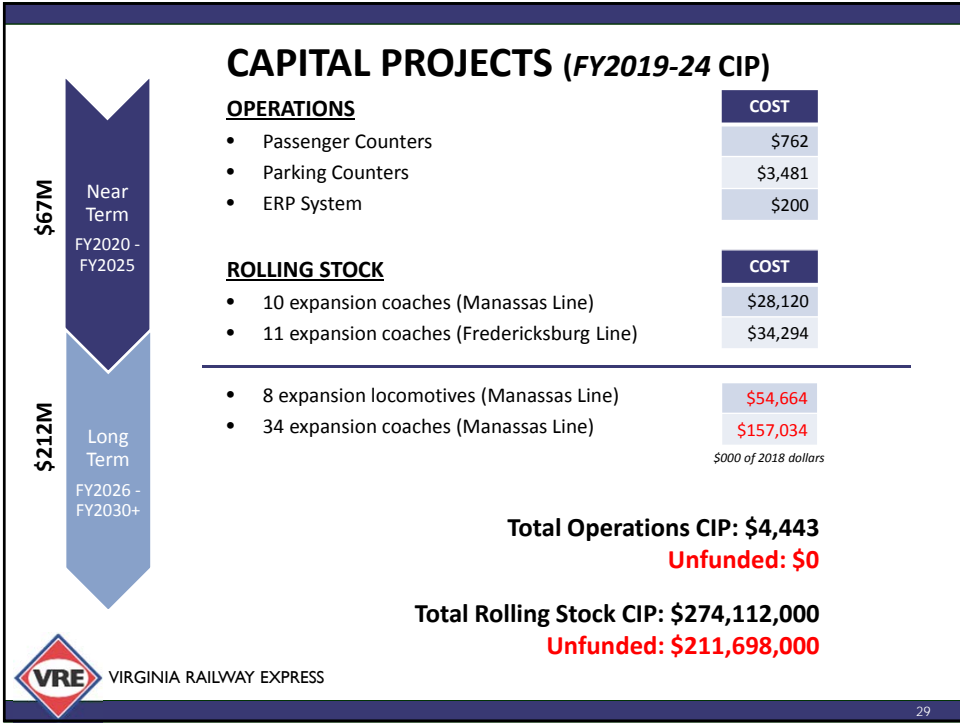 CAPITAL PROJECTS (FY2019-24 CIP)
$67M
Near
Term
FY2020 -
FY2025
OPERATIONS
COST
• Passenger Counters
$762
• Parking Counters
$3,481
• ERP System
$200
ROLLING STOCK
COST
• 10 expansion coaches (Manassas Line)
$28,120
• 11 expansion coaches (Fredericksburg Line)
$34,294
$212M
Long
Term
FY2026 -
FY2030+
• 8 expansion locomotives (Manassas Line)
$54,664
• 34 expansion coaches (Manassas Line)
$157,034
$000 of 2018 dollars
Total Operations CIP: $4,443
Unfunded: $0
Total Rolling Stock CIP: $274,112,000
Unfunded: $211,698,000
VRE
VIRGINIA RAILWAY EXPRESS
29